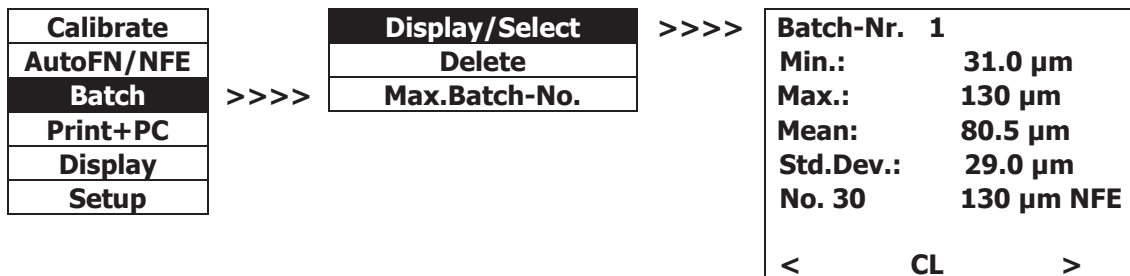 Calibrate
AutoFN/NFE
Batch
Print+PC
Display
Setup
>>>>
Display/Select
Delete
Max.Batch-No.
>>>>
Batch-Nr. 1
Min.: 31.0 µm
Max.: 130 µm
Mean: 80.5 µm
Std.Dev.: 29.0 µm
No. 30 130 µm NFE
< CL >